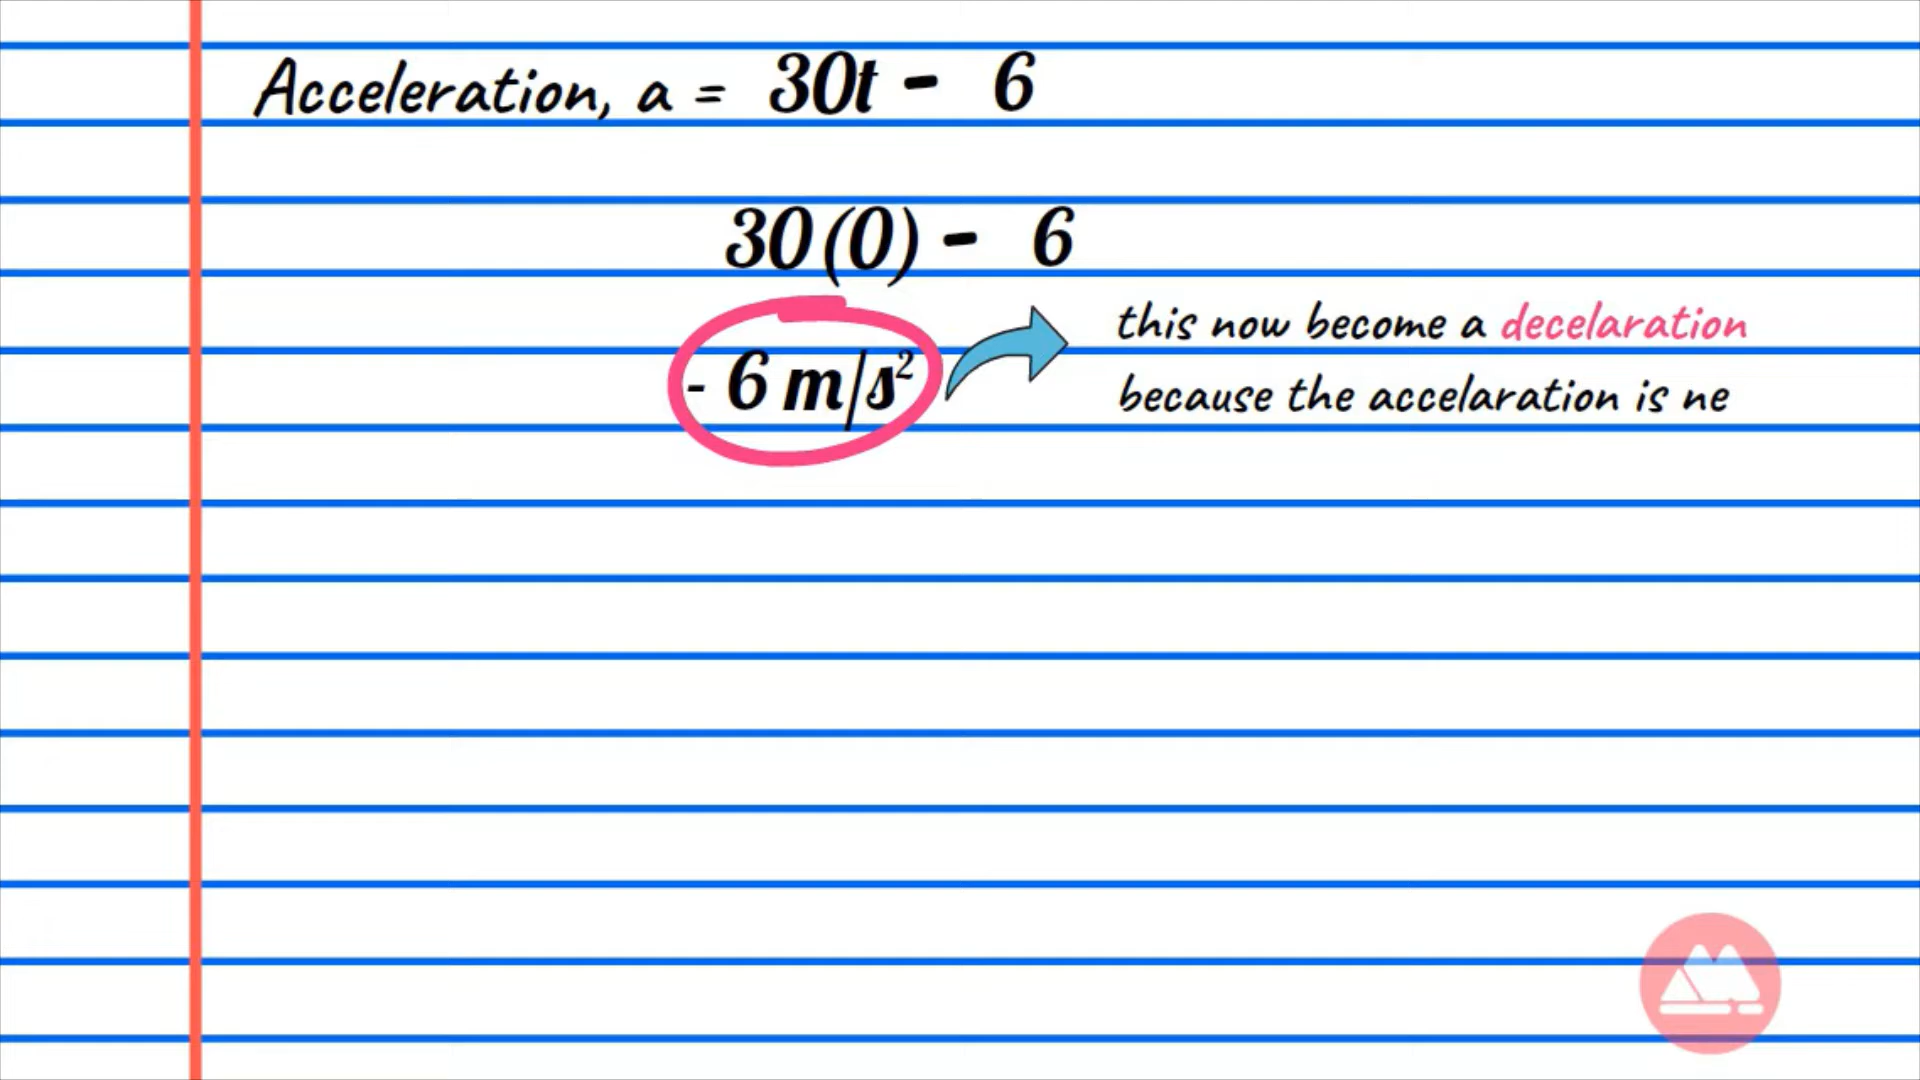 Acceleration, a = 30t - 6
30(0) - 6
- 6 m/s²
this now become a decelaration
because the accelaration is ne